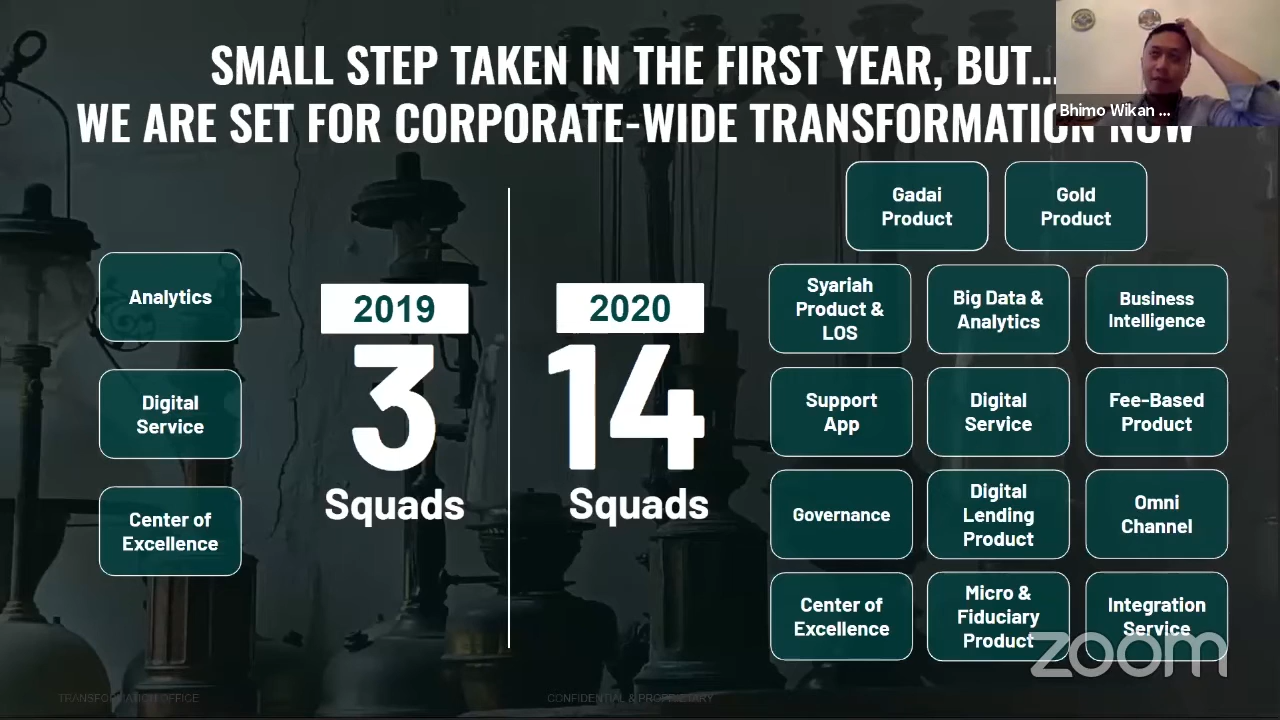 SMALL STEP TAKEN IN THE FIRST YEAR, BUT...
WE ARE SET FOR CORPORATE-WIDE TRANSFORMATION NOW
Bhimo Wikan ...
Analytics
Digital
Service
Center of
Excellence
2019
3
Squads
2020
14
Squads
Gadai
Product
Gold
Product
Syariah
Product &
LOS
Big Data &
Analytics
Business
Intelligence
Support
App
Digital
Service
Fee-Based
Product
Governance
Digital
Lending
Product
Omni
Channel
Center of
Excellence
Micro &
Fiduciary
Product
Integration
Service
zoom
TRANSFORMATION OFFICE
CONFIDENTIAL & PROPRIETARY